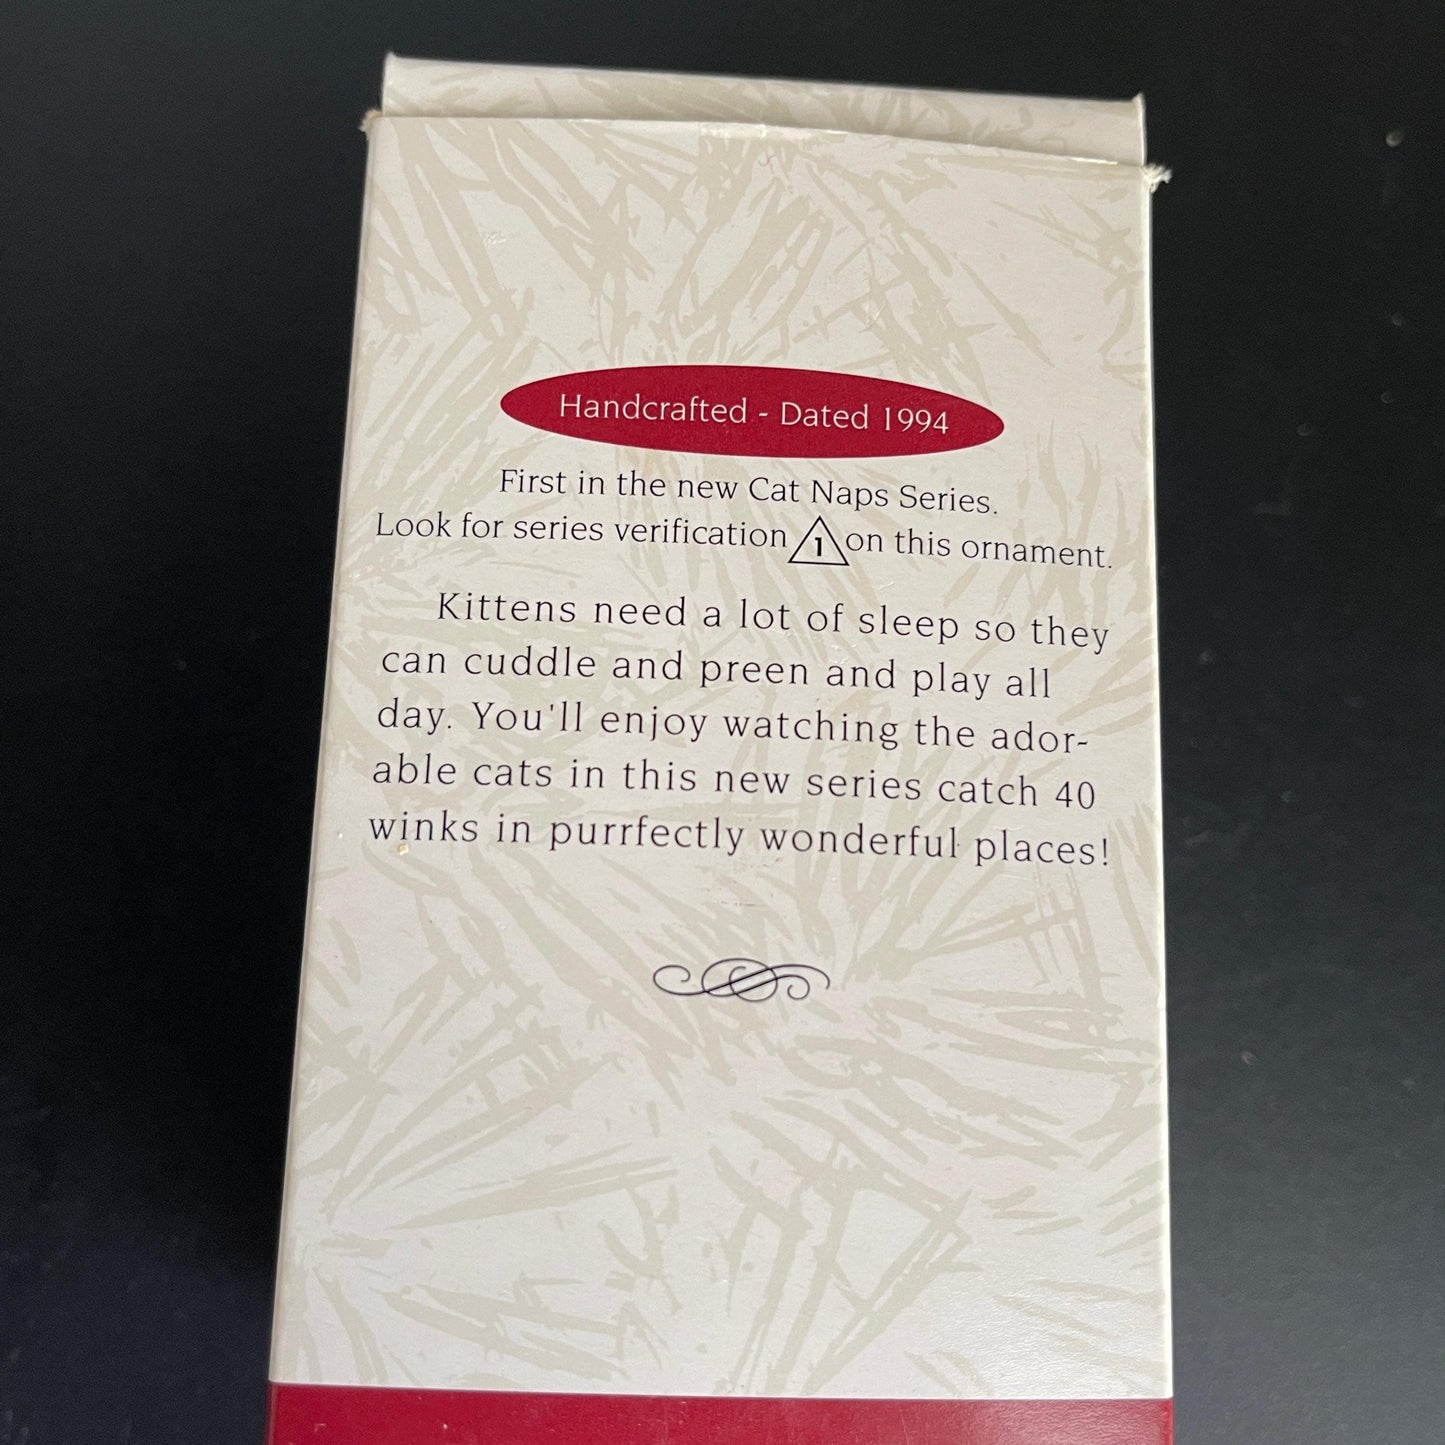 Handcrafted - Dated 1994
First in the new Cat Naps Series.
Look for series verification 1 on this ornament.
Kittens need a lot of sleep so they
can cuddle and preen and play all
day. You'll enjoy watching the ador-
able cats in this new series catch 40
winks in purrfectly wonderful places!